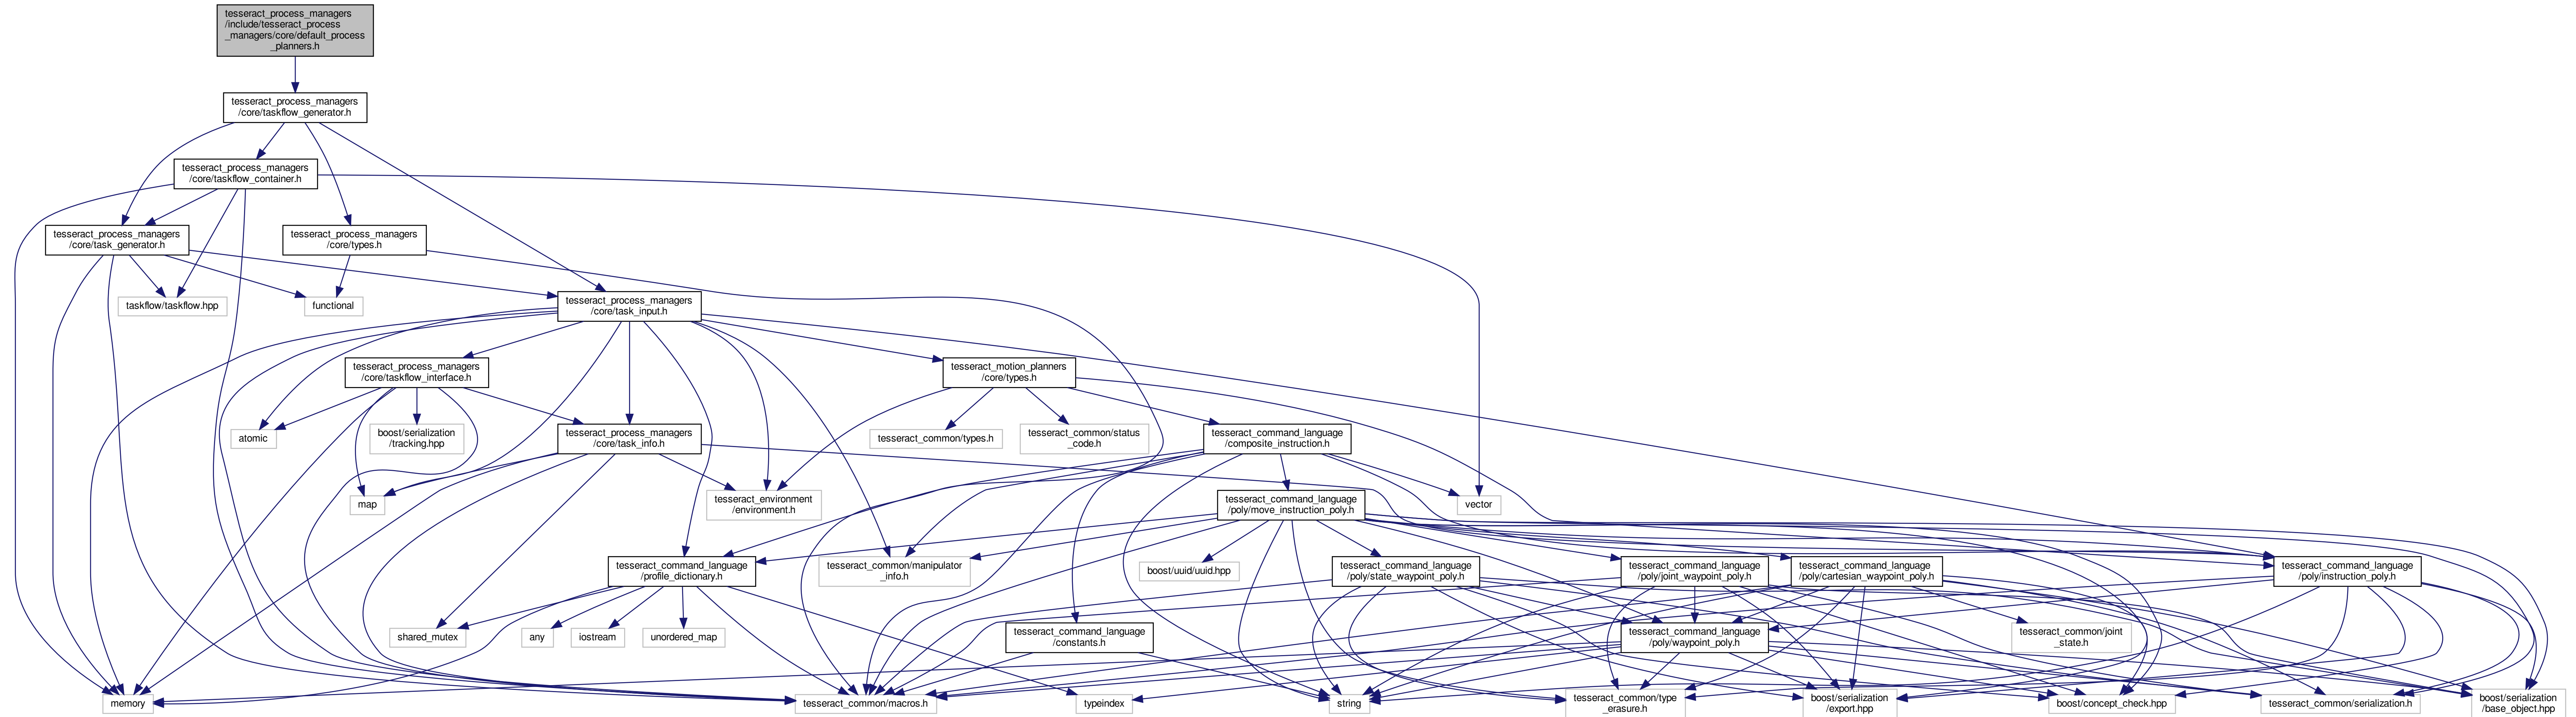 tesseract_process_managers
/include/tesseract_process
_managers/core/default_process
_planners.h
tesseract_process_managers
/core/taskflow_generator.h
tesseract_process_managers
/core/taskflow_container.h
tesseract_process_managers
/core/task_generator.h
tesseract_process_managers
/core/types.h
taskflow/taskflow.hpp
functional
tesseract_process_managers
/core/task_input.h
tesseract_process_managers
/core/taskflow_interface.h
tesseract_motion_planners
/core/types.h
atomic
boost/serialization
/tracking.hpp
tesseract_process_managers
/core/task_info.h
tesseract_common/types.h
tesseract_common/status
_code.h
tesseract_command_language
/composite_instruction.h
map
tesseract_environment
/environment.h
tesseract_command_language
/poly/move_instruction_poly.h
vector
tesseract_command_language
/profile_dictionary.h
tesseract_common/manipulator
_info.h
boost/uuid/uuid.hpp
tesseract_command_language
/poly/state_waypoint_poly.h
tesseract_command_language
/poly/joint_waypoint_poly.h
tesseract_command_language
/poly/cartesian_waypoint_poly.h
tesseract_command_language
/poly/instruction_poly.h
shared_mutex
any
iostream
unordered_map
tesseract_command_language
/constants.h
tesseract_command_language
/poly/waypoint_poly.h
tesseract_common/joint
_state.h
memory
tesseract_common/macros.h
typeindex
string
tesseract_common/type
_erasure.h
boost/serialization
/export.hpp
boost/concept_check.hpp
tesseract_common/serialization.h
boost/serialization
/base_object.hpp